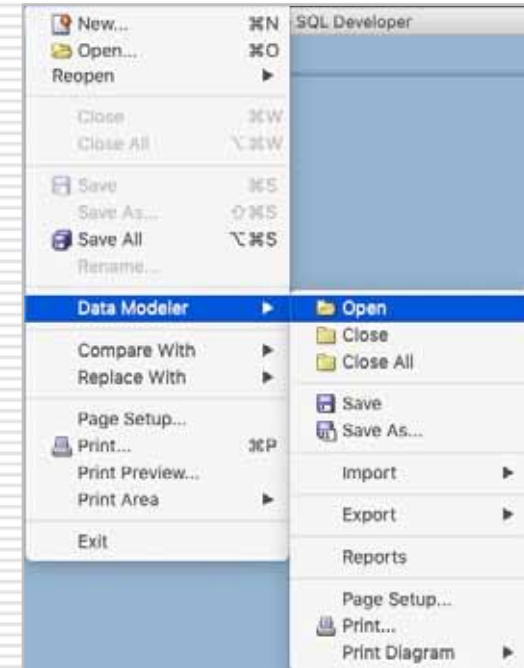 SQL Developer
New... ⌘N
Open... ⌘O
Reopen
Close ⌘W
Close All ⌥⌘W
Save ⌘S
Save As... ⇧⌘S
Save All ⌥⌘S
Rename...
Data Modeler
Compare With
Replace With
Page Setup...
Print... ⌘P
Print Preview...
Print Area
Exit
Open
Close
Close All
Save
Save As...
Import
Export
Reports
Page Setup...
Print...
Print Diagram